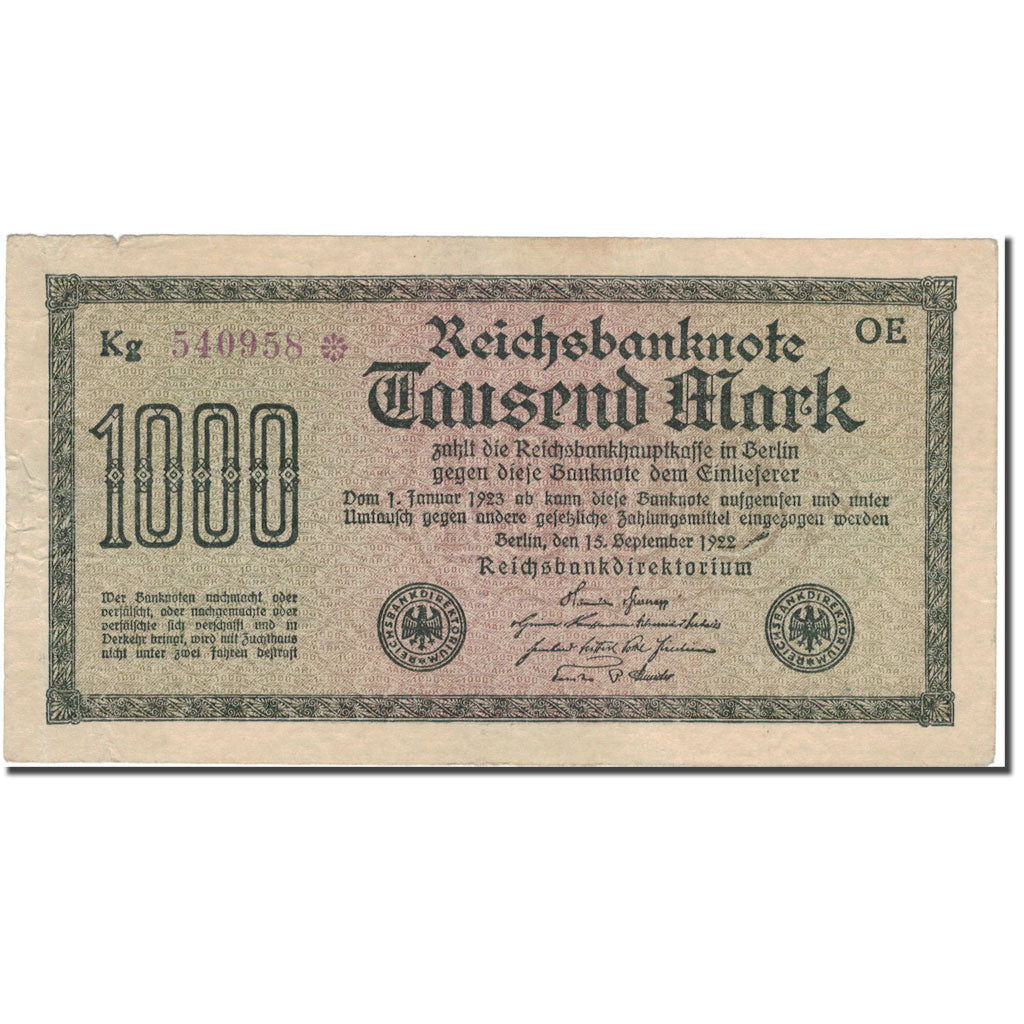 Kg 540958 ✻
OE
Reichsbanknote
Tausend Mark
1000
zahlt die Reichsbankhauptkasse in Berlin
gegen diese Banknote dem Einlieferer
Vom 1. Januar 1923 ab kann diese Banknote aufgerufen und unter
Umtausch gegen andere gesetzliche Zahlungsmittel eingezogen werden
Berlin, den 15. September 1922
Reichsbankdirektorium
Wer Banknoten nachmacht oder
verfälscht, oder nachgemachte oder
verfälschte sich verschafft und in
Verkehr bringt, wird mit Zuchthaus
nicht unter zwei Jahren bestraft
REICHSBANKDIREKTORIUM
REICHSBANKDIREKTORIUM